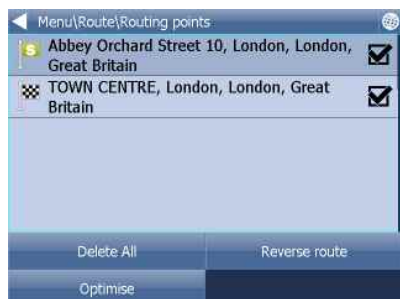 Menu\Route\Routing points
S
Abbey Orchard Street 10, London, London,
Great Britain
TOWN CENTRE, London, London, Great
Britain
Delete All
Reverse route
Optimise